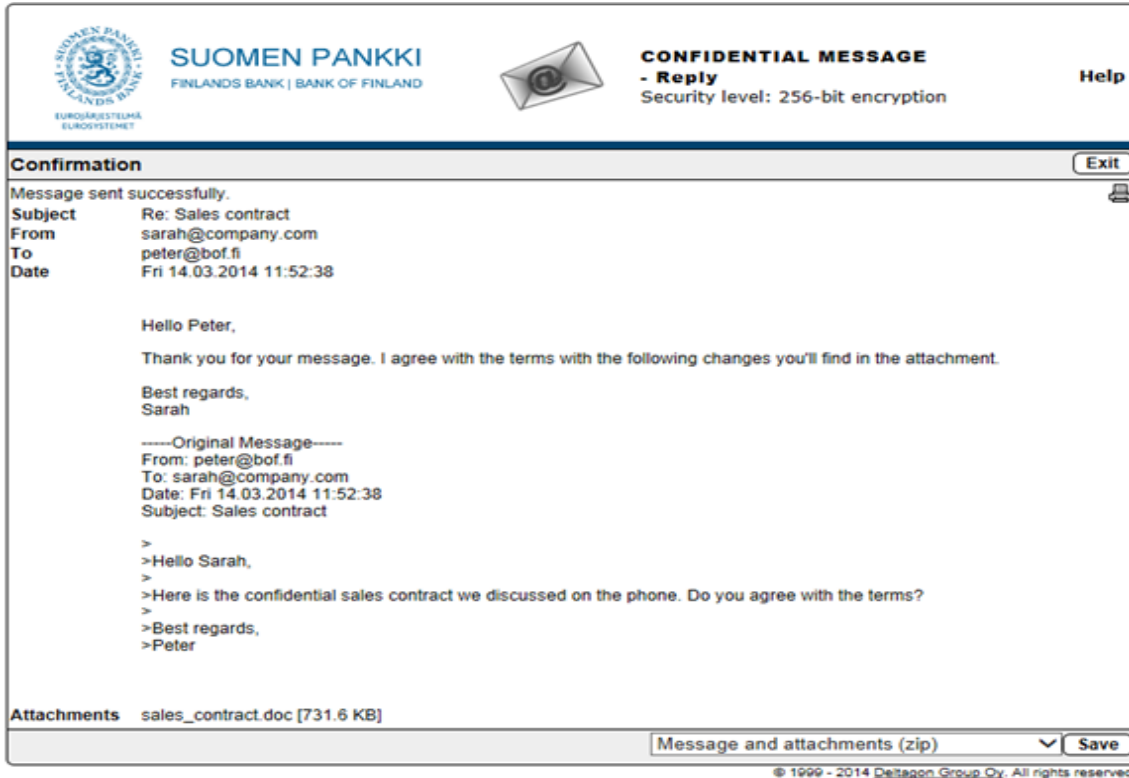 SUOMEN PANKKI
FINLANDS BANK | BANK OF FINLAND
SUOMEN PANKKI
FINLANDS BANK
EUROJÄRJESTELMÄ
EUROSYSTEMET
@
CONFIDENTIAL MESSAGE
- Reply
Security level: 256-bit encryption
Help
Confirmation
Exit
Message sent successfully.
Subject Re: Sales contract
From sarah@company.com
To peter@bof.fi
Date Fri 14.03.2014 11:52:38
Hello Peter,
Thank you for your message. I agree with the terms with the following changes you'll find in the attachment.
Best regards,
Sarah
-----Original Message-----
From: peter@bof.fi
To: sarah@company.com
Date: Fri 14.03.2014 11:52:38
Subject: Sales contract
>
>Hello Sarah,
>
>Here is the confidential sales contract we discussed on the phone. Do you agree with the terms?
>
>Best regards,
>Peter
Attachments sales_contract.doc [731.6 KB]
Message and attachments (zip)
Save
© 1999 - 2014 Deltagon Group Oy. All rights reserved